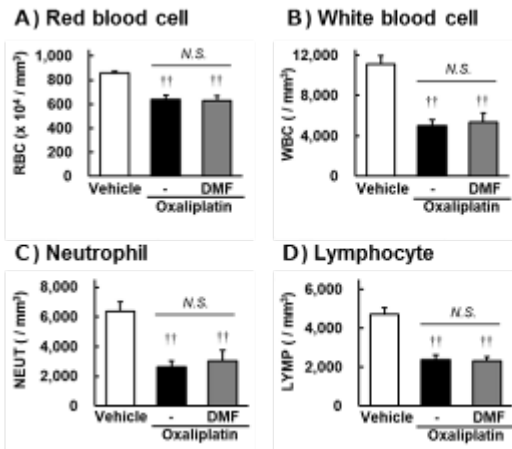 A) Red blood cell
RBC (x 10⁴ / mm³)
1,000
800
600
400
200
0
N.S.
†† ††
Vehicle - DMF
Oxaliplatin
B) White blood cell
WBC ( / mm³)
12,000
8,000
4,000
0
N.S.
†† ††
Vehicle - DMF
Oxaliplatin
C) Neutrophil
NEUT ( / mm³)
8,000
6,000
4,000
2,000
0
N.S.
†† ††
Vehicle - DMF
Oxaliplatin
D) Lymphocyte
LYMP ( / mm³)
6,000
4,000
2,000
0
N.S.
†† ††
Vehicle - DMF
Oxaliplatin